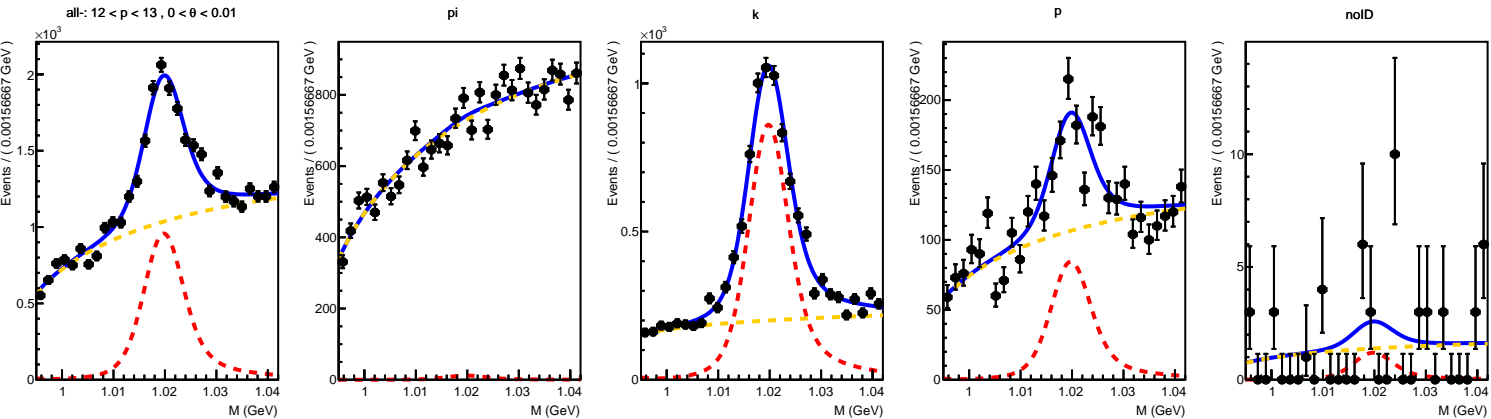 all-: 12 < p < 13 , 0 < θ < 0.01
×10³
Events / ( 0.00156667 GeV )
2
1.5
1
0.5
0
1 1.01 1.02 1.03 1.04
M (GeV)
pi
Events / ( 0.00156667 GeV )
800
600
400
200
0
1 1.01 1.02 1.03 1.04
M (GeV)
k
×10³
Events / ( 0.00156667 GeV )
1
0.5
0
1 1.01 1.02 1.03 1.04
M (GeV)
p
Events / ( 0.00156667 GeV )
200
150
100
50
0
1 1.01 1.02 1.03 1.04
M (GeV)
noID
Events / ( 0.00156667 GeV )
10
5
0
1 1.01 1.02 1.03 1.04
M (GeV)